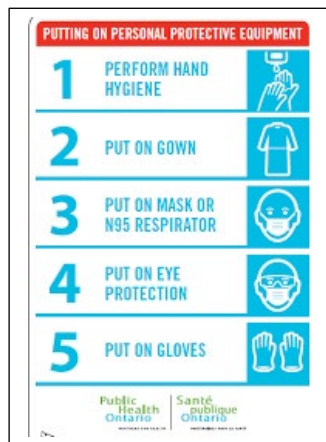 PUTTING ON PERSONAL PROTECTIVE EQUIPMENT
1
PERFORM HAND
HYGIENE
2
PUT ON GOWN
3
PUT ON MASK OR
N95 RESPIRATOR
4
PUT ON EYE
PROTECTION
5
PUT ON GLOVES
Public
Health
Ontario
Santé
publique
Ontario